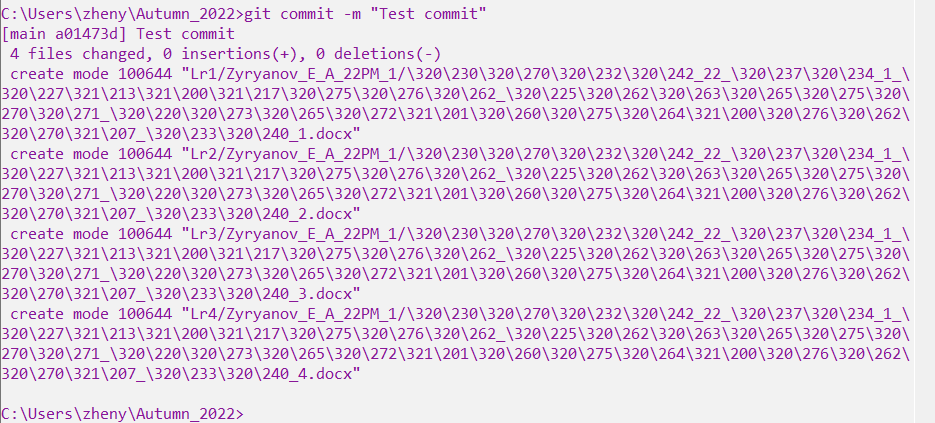 C:\Users\zheny\Autumn_2022>git commit -m "Test commit"
[main a01473d] Test commit
 4 files changed, 0 insertions(+), 0 deletions(-)
 create mode 100644 "Lr1/Zyryanov_E_A_22PM_1/\320\230\320\270\320\232\320\242_22_\320\237\320\234_1_\
320\227\321\213\321\200\321\217\320\275\320\276\320\262_\320\225\320\262\320\263\320\265\320\275\320\
270\320\271_\320\220\320\273\320\265\320\272\321\201\320\260\320\275\320\264\321\200\320\276\320\262\
320\270\321\207_\320\233\320\240_1.docx"
 create mode 100644 "Lr2/Zyryanov_E_A_22PM_1/\320\230\320\270\320\232\320\242_22_\320\237\320\234_1_\
320\227\321\213\321\200\321\217\320\275\320\276\320\262_\320\225\320\262\320\263\320\265\320\275\320\
270\320\271_\320\220\320\273\320\265\320\272\321\201\320\260\320\275\320\264\321\200\320\276\320\262\
320\270\321\207_\320\233\320\240_2.docx"
 create mode 100644 "Lr3/Zyryanov_E_A_22PM_1/\320\230\320\270\320\232\320\242_22_\320\237\320\234_1_\
320\227\321\213\321\200\321\217\320\275\320\276\320\262_\320\225\320\262\320\263\320\265\320\275\320\
270\320\271_\320\220\320\273\320\265\320\272\321\201\320\260\320\275\320\264\321\200\320\276\320\262\
320\270\321\207_\320\233\320\240_3.docx"
 create mode 100644 "Lr4/Zyryanov_E_A_22PM_1/\320\230\320\270\320\232\320\242_22_\320\237\320\234_1_\
320\227\321\213\321\200\321\217\320\275\320\276\320\262_\320\225\320\262\320\263\320\265\320\275\320\
270\320\271_\320\220\320\273\320\265\320\272\321\201\320\260\320\275\320\264\321\200\320\276\320\262\
320\270\321\207_\320\233\320\240_4.docx"
C:\Users\zheny\Autumn_2022>